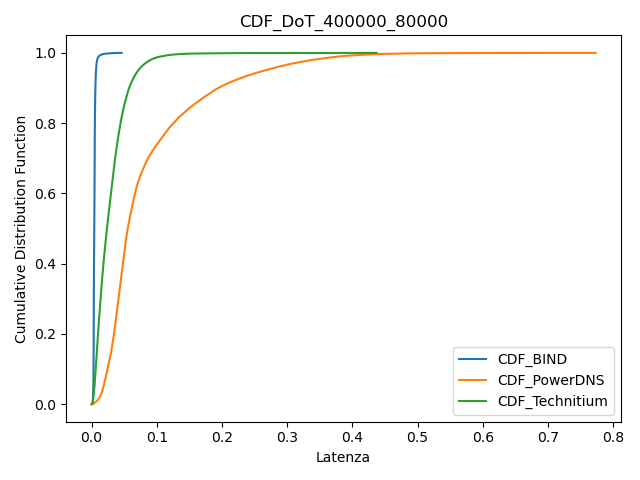 CDF_DoT_400000_80000
Cumulative Distribution Function
1.0
0.8
0.6
0.4
0.2
0.0
0.0 0.1 0.2 0.3 0.4 0.5 0.6 0.7 0.8
Latenza
CDF_BIND
CDF_PowerDNS
CDF_Technitium